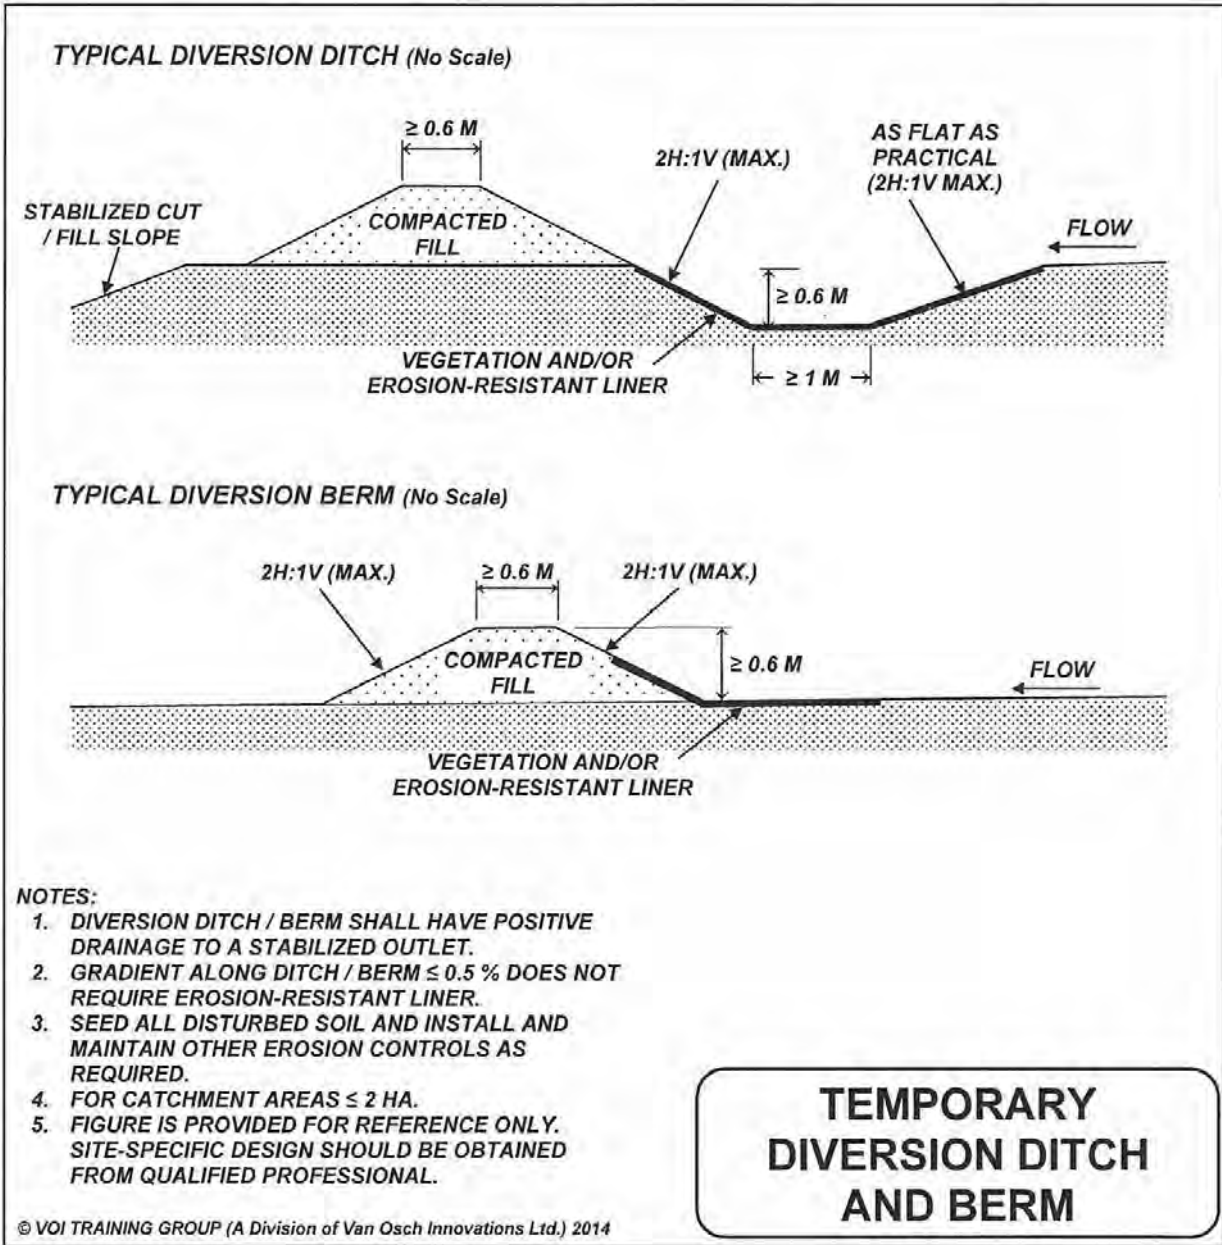 TYPICAL DIVERSION DITCH (No Scale)
≥ 0.6 M
2H:1V (MAX.)
AS FLAT AS
PRACTICAL
(2H:1V MAX.)
STABILIZED CUT
/ FILL SLOPE
COMPACTED
FILL
FLOW
≥ 0.6 M
VEGETATION AND/OR
EROSION-RESISTANT LINER
≥ 1 M
TYPICAL DIVERSION BERM (No Scale)
2H:1V (MAX.)
≥ 0.6 M
2H:1V (MAX.)
COMPACTED
FILL
≥ 0.6 M
FLOW
VEGETATION AND/OR
EROSION-RESISTANT LINER
NOTES:
1. DIVERSION DITCH / BERM SHALL HAVE POSITIVE
DRAINAGE TO A STABILIZED OUTLET.
2. GRADIENT ALONG DITCH / BERM ≤ 0.5 % DOES NOT
REQUIRE EROSION-RESISTANT LINER.
3. SEED ALL DISTURBED SOIL AND INSTALL AND
MAINTAIN OTHER EROSION CONTROLS AS
REQUIRED.
4. FOR CATCHMENT AREAS ≤ 2 HA.
5. FIGURE IS PROVIDED FOR REFERENCE ONLY.
SITE-SPECIFIC DESIGN SHOULD BE OBTAINED
FROM QUALIFIED PROFESSIONAL.
© VOI TRAINING GROUP (A Division of Van Osch Innovations Ltd.) 2014
TEMPORARY
DIVERSION DITCH
AND BERM